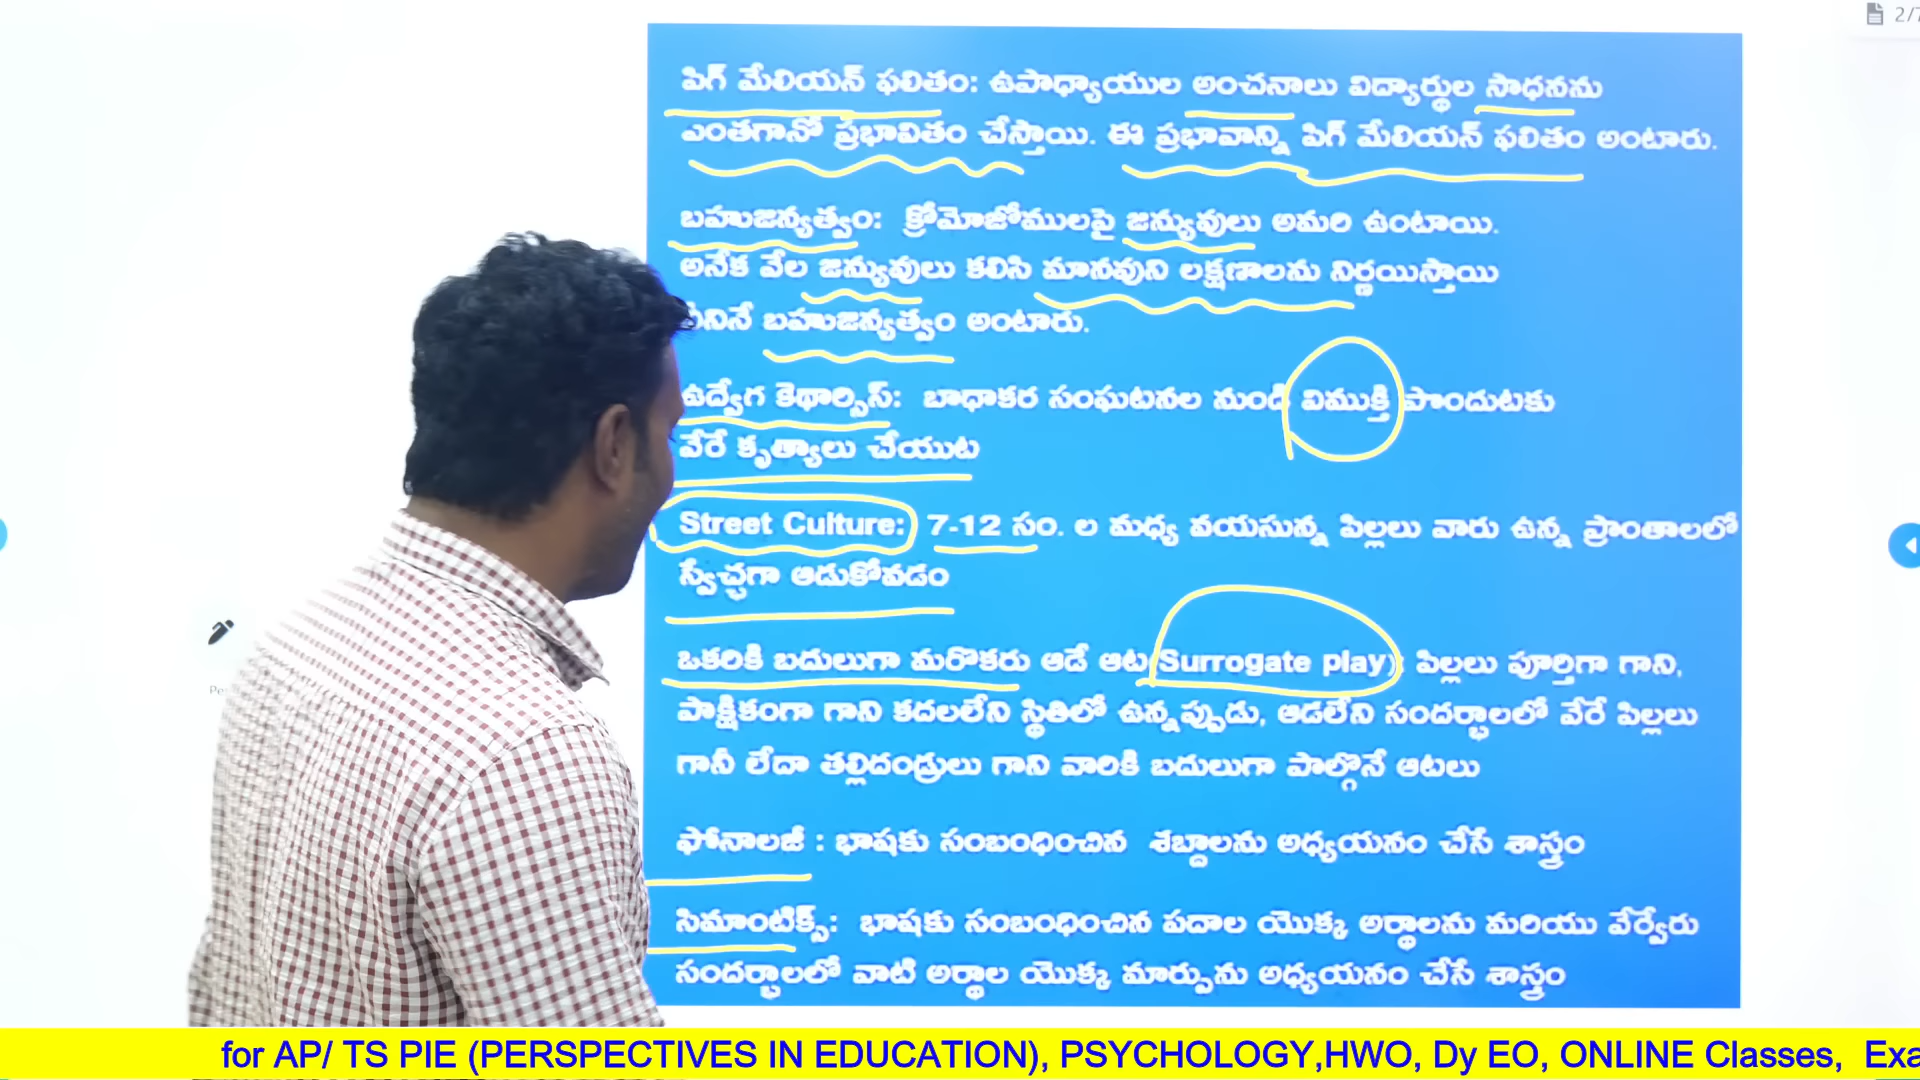 2/7
పిగ్ మేలియన్ ఫలితం: ఉపాధ్యాయుల అంచనాలు విద్యార్థుల సాధనను
ఎంతగానో ప్రభావితం చేస్తాయి. ఈ ప్రభావాన్ని పిగ్ మేలియన్ ఫలితం అంటారు.
బహుజన్యత్వం: క్రోమోజోములపై జన్యువులు అమరి ఉంటాయి.
అనేక వేల జన్యువులు కలిసి మానవుని లక్షణాలను నిర్ణయిస్తాయి
బహుజన్యత్వం అంటారు.
ఉద్వేగ కెథార్సిస్: బాధాకర సంఘటనల నుండి విముక్తి పొందుటకు
వేరే కృత్యాలు చేయుట
Street Culture: 7-12 సం. ల మధ్య వయసున్న పిల్లలు వారు ఉన్న ప్రాంతాలలో
స్వేచ్ఛగా ఆడుకోవడం
ఒకరికి బదులుగా మరొకరు ఆడే ఆట(Surrogate play): పిల్లలు పూర్తిగా గాని,
పాక్షికంగా గాని కదలలేని స్థితిలో ఉన్నప్పుడు, ఆడలేని సందర్భాలలో వేరే పిల్లలు
గానీ లేదా తల్లిదండ్రులు గాని వారికి బదులుగా పాల్గొనే ఆటలు
ఫోనాలజీ : భాషకు సంబంధించిన శబ్దాలను అధ్యయనం చేసే శాస్త్రం
సిమాంటిక్స్: భాషకు సంబంధించిన పదాల యొక్క అర్థాలను మరియు వేర్వేరు
సందర్భాలలో వాటి అర్థాల యొక్క మార్పును అధ్యయనం చేసే శాస్త్రం
for AP/ TS PIE (PERSPECTIVES IN EDUCATION), PSYCHOLOGY,HWO, Dy EO, ONLINE Classes, Exa